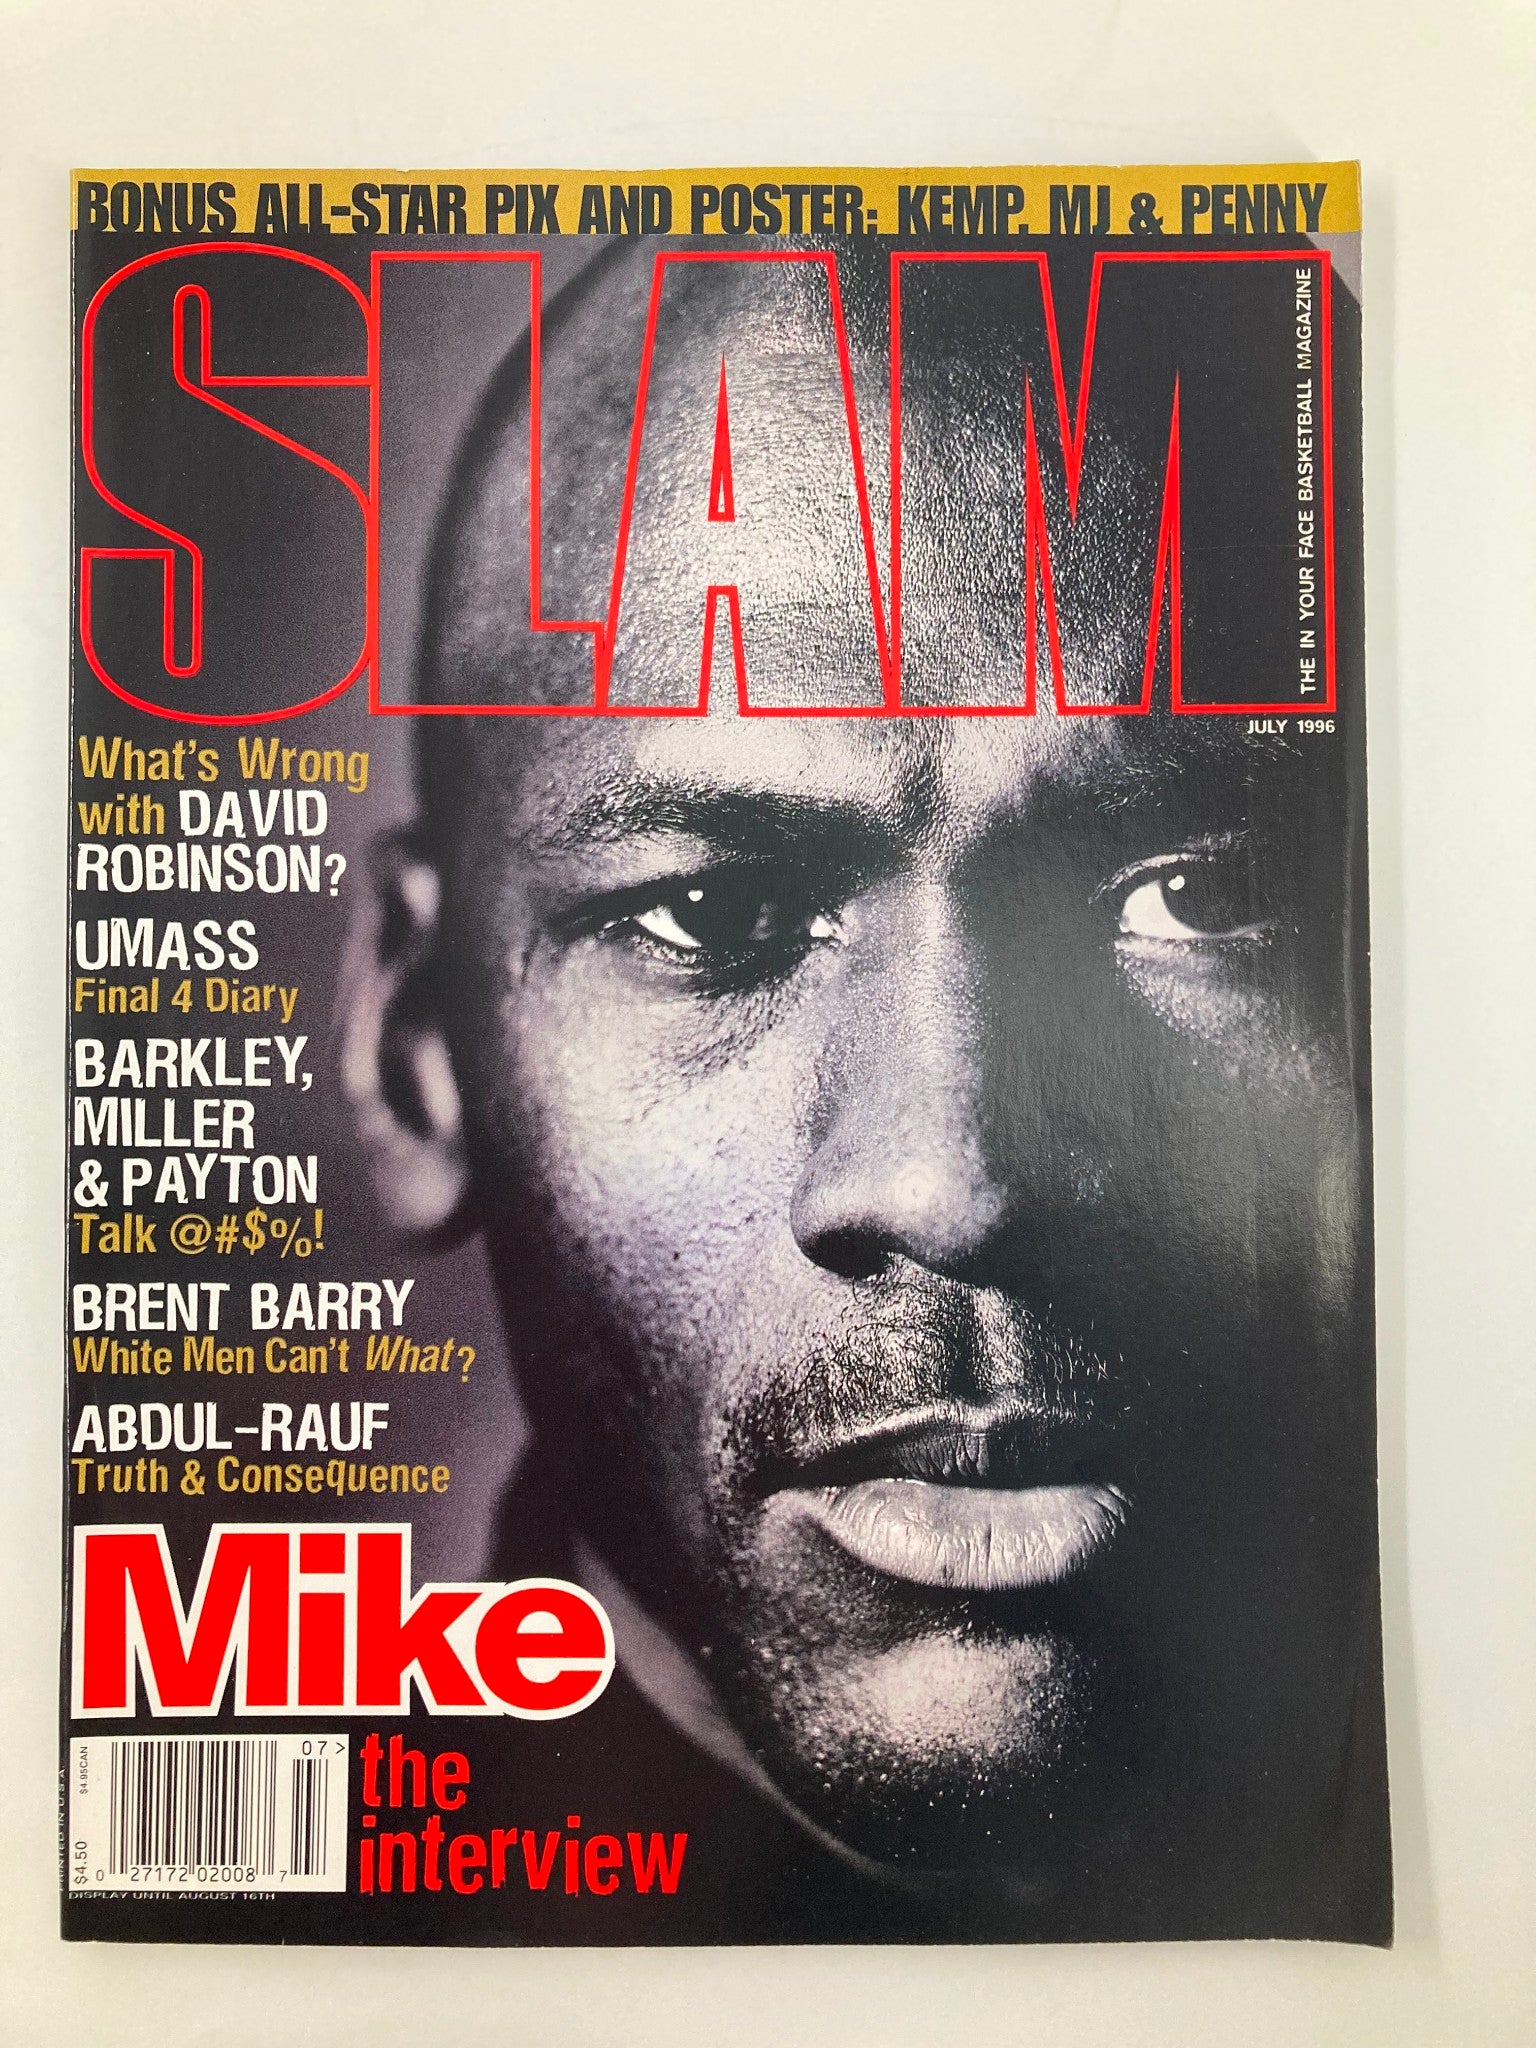 BONUS ALL-STAR PIX AND POSTER: KEMP, MJ & PENNY
SLAM
THE IN YOUR FACE BASKETBALL MAGAZINE
JULY 1996
What's Wrong
with DAVID
ROBINSON?
UMASS
Final 4 Diary
BARKLEY,
MILLER
& PAYTON
Talk @#$%!
BRENT BARRY
White Men Can't What?
ABDUL-RAUF
Truth & Consequence
Mike
the
interview
$4.95CAN
$4.50
07>
0 27172 02008 7
PRINTED IN U.S.A.
DISPLAY UNTIL AUGUST 16TH